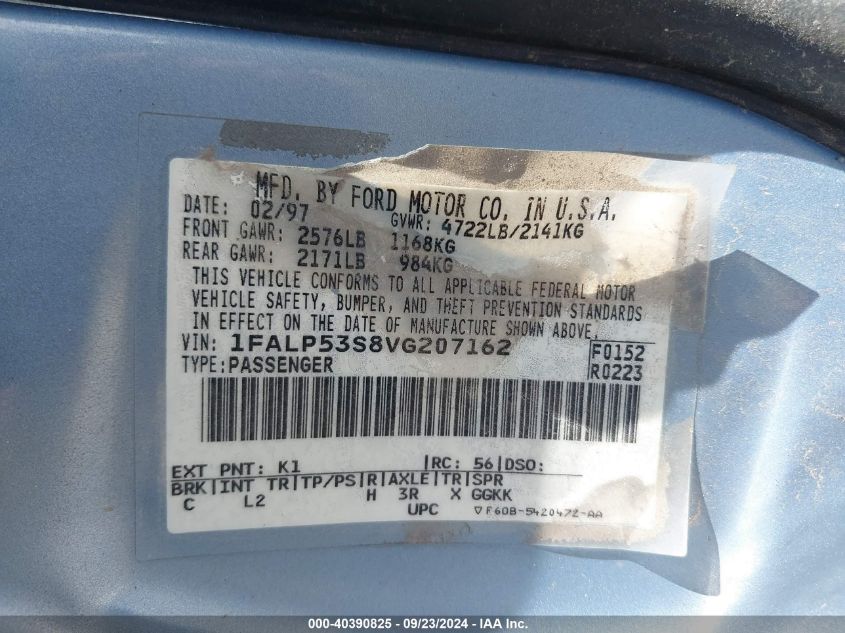 MFD. BY FORD MOTOR CO. IN U.S.A.
DATE: 02/97 GVWR: 4722LB/2141KG
FRONT GAWR: 2576LB 1168KG
REAR GAWR: 2171LB 984KG
THIS VEHICLE CONFORMS TO ALL APPLICABLE FEDERAL MOTOR
VEHICLE SAFETY, BUMPER, AND THEFT PREVENTION STANDARDS
IN EFFECT ON THE DATE OF MANUFACTURE SHOWN ABOVE.
VIN: 1FALP53S8VG207162 F0152
TYPE:PASSENGER R0223
EXT PNT: K1 |RC: 56|DSO:
BRK|INT TR|TP/PS|R|AXLE|TR|SPR
C L2 H 3R X GGKK
UPC ▽F60B-5420472-AA
000-40390825 - 09/23/2024 - IAA Inc.